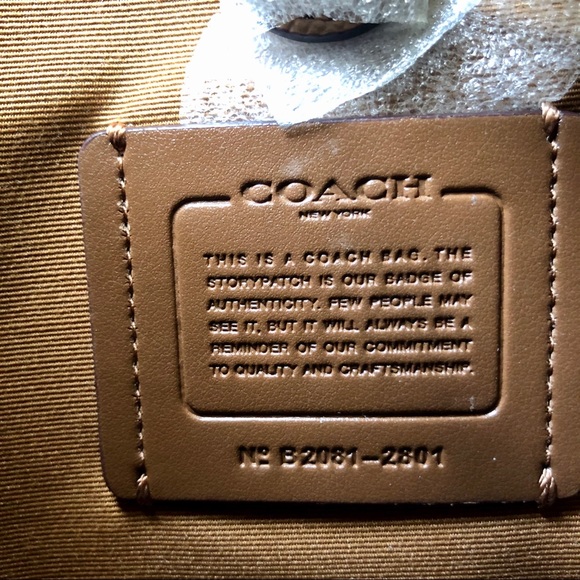 COACH
NEW YORK
THIS IS A COACH BAG. THE
STORYPATCH IS OUR BADGE OF
AUTHENTICITY. FEW PEOPLE MAY
SEE IT, BUT IT WILL ALWAYS BE A
REMINDER OF OUR COMMITMENT
TO QUALITY AND CRAFTSMANSHIP.
Nº B2081-2801